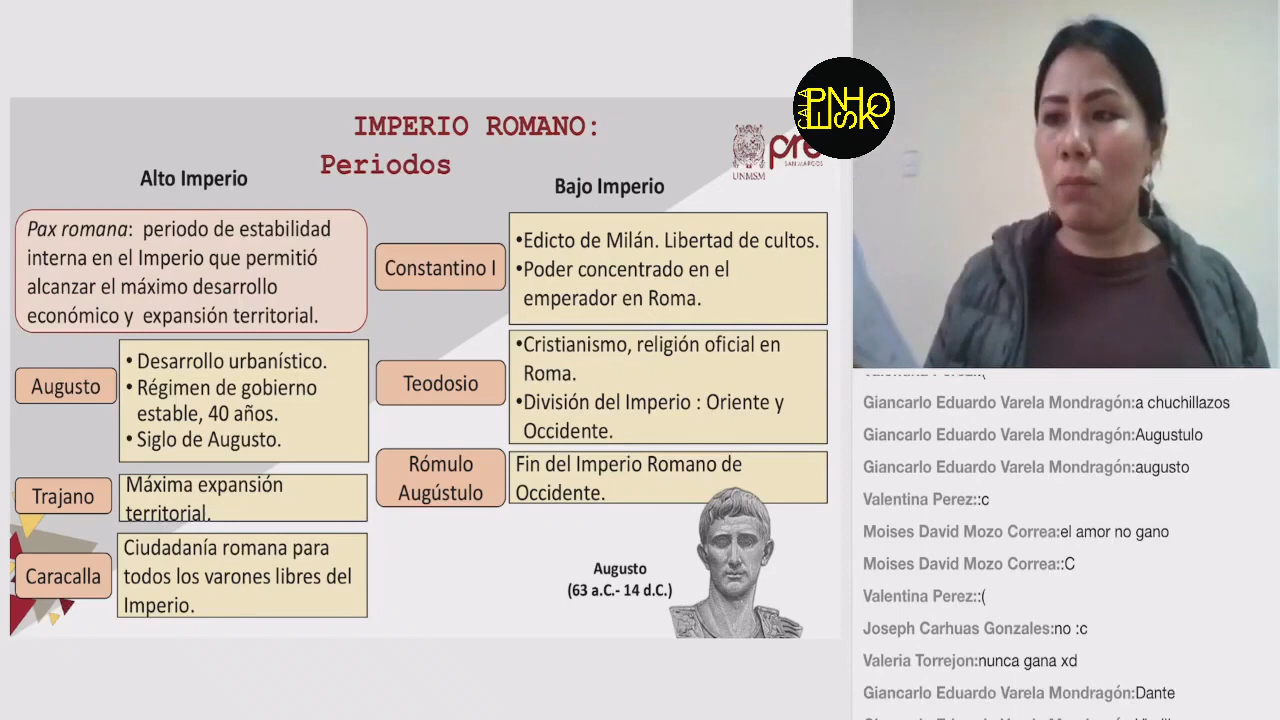 IMPERIO ROMANO:
Periodos
UNMSM
pre
SAN MARCOS
Alto Imperio
Pax romana: periodo de estabilidad
interna en el Imperio que permitió
alcanzar el máximo desarrollo
económico y expansión territorial.
Augusto
• Desarrollo urbanístico.
• Régimen de gobierno
estable, 40 años.
• Siglo de Augusto.
Trajano
Máxima expansión
territorial.
Caracalla
Ciudadanía romana para
todos los varones libres del
Imperio.
Bajo Imperio
Constantino I
•Edicto de Milán. Libertad de cultos.
•Poder concentrado en el
emperador en Roma.
Teodosio
•Cristianismo, religión oficial en
Roma.
•División del Imperio : Oriente y
Occidente.
Rómulo
Augústulo
Fin del Imperio Romano de
Occidente.
Augusto
(63 a.C.- 14 d.C.)
Giancarlo Eduardo Varela Mondragón:a chuchillazos
Giancarlo Eduardo Varela Mondragón:Augustulo
Giancarlo Eduardo Varela Mondragón:augusto
Valentina Perez::c
Moises David Mozo Correa:el amor no gano
Moises David Mozo Correa::C
Valentina Perez::(
Joseph Carhuas Gonzales:no :c
Valeria Torrejon:nunca gana xd
Giancarlo Eduardo Varela Mondragón:Dante